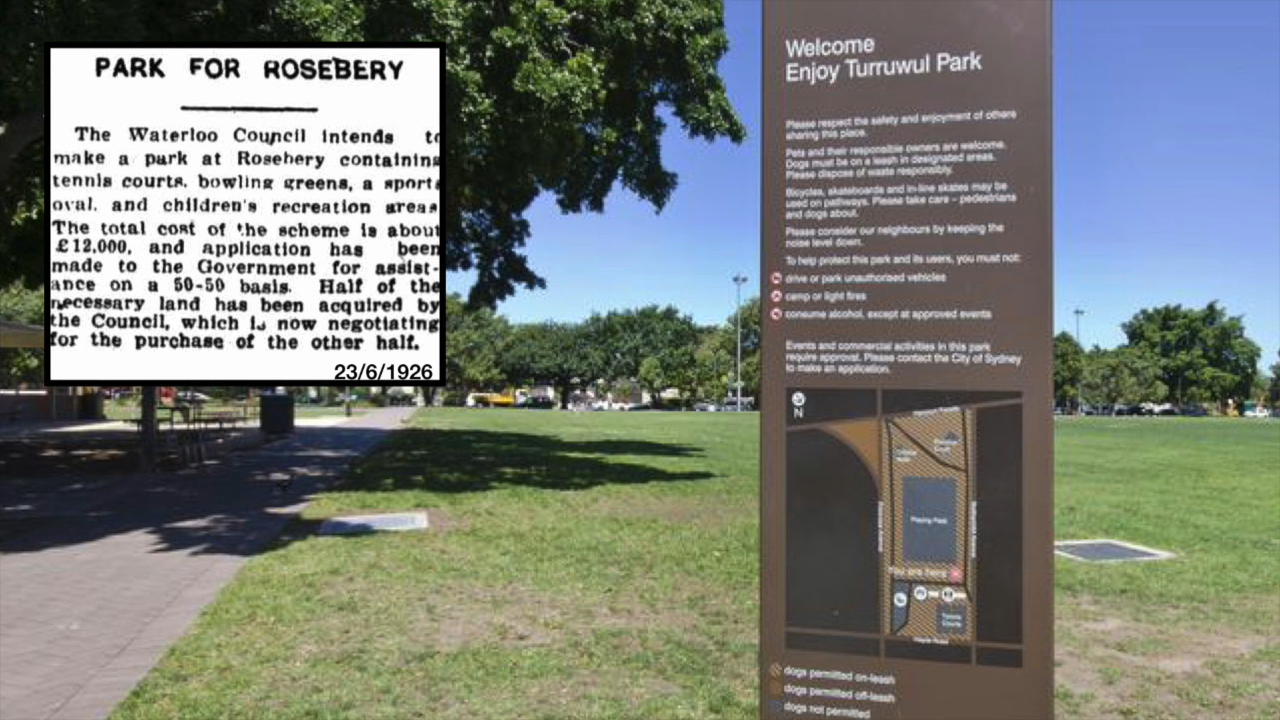 PARK FOR ROSEBERY
The Waterloo Council intends to
make a park at Rosebery containing
tennis courts, bowling greens, a sports
oval, and children's recreation areas
The total cost of the scheme is about
£12,000, and application has been
made to the Government for assist-
ance on a 50-50 basis. Half of the
necessary land has been acquired by
the Council, which is now negotiating
for the purchase of the other half.
23/6/1926
Welcome
Enjoy Turruwul Park
Please respect the safety and enjoyment of others
sharing this place.
Pets and their responsible owners are welcome.
Dogs must be on a leash in designated areas.
Please dispose of waste responsibly.
Bicycles, skateboards and in-line skates may be
used on pathways. Please take care – pedestrians
and dogs about.
Please consider our neighbours by keeping the
noise level down.
To help protect this park and its users, you must not:
drive or park unauthorised vehicles
camp or light fires
consume alcohol, except at approved events
Events and commercial activities in this park
require approval. Please contact the City of Sydney
to make an application.
N
Playing Field
You are here
Tennis
Courts
dogs permitted on-leash
dogs permitted off-leash
dogs not permitted